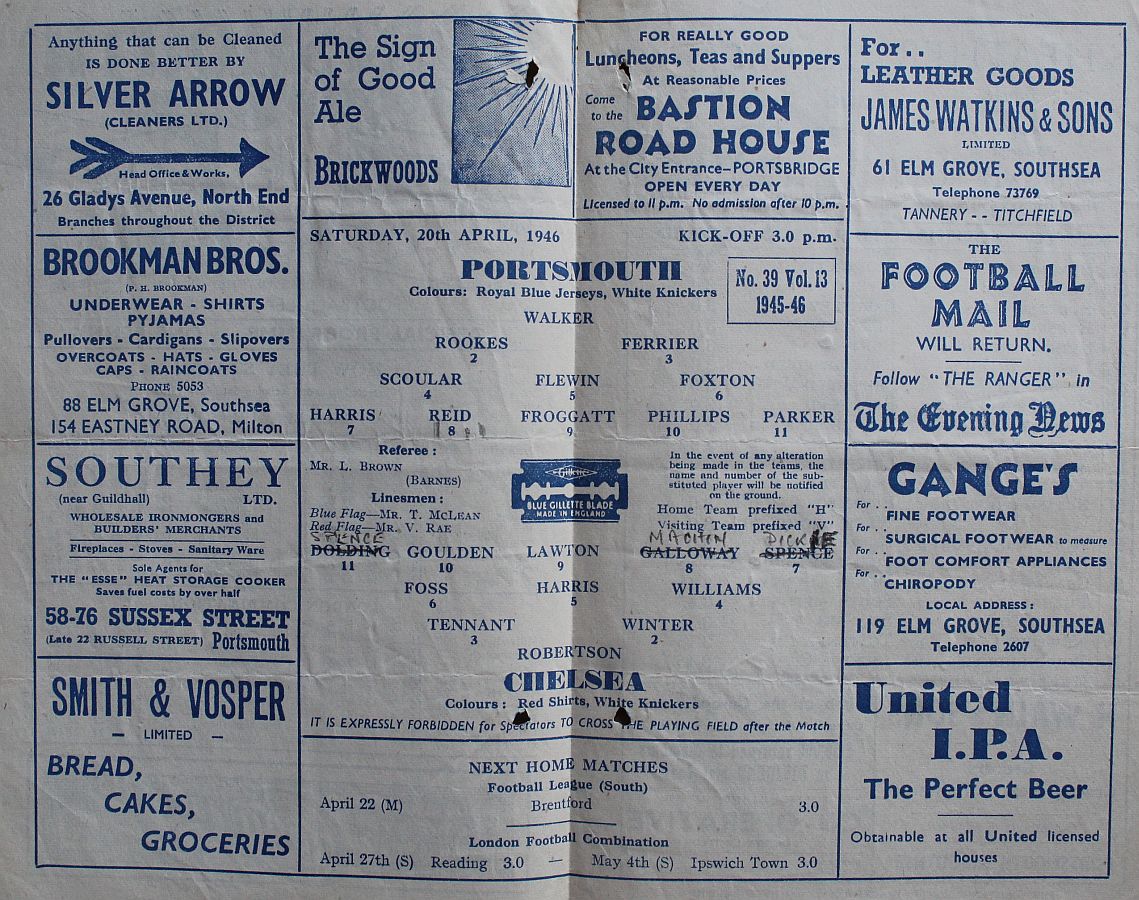 Anything that can be Cleaned
IS DONE BETTER BY
SILVER ARROW
(CLEANERS LTD.)
Head Office & Works,
26 Gladys Avenue, North End
Branches throughout the District
BROOKMAN BROS.
(P. H. BROOKMAN)
UNDERWEAR - SHIRTS
PYJAMAS
Pullovers - Cardigans - Slipovers
OVERCOATS - HATS - GLOVES
CAPS - RAINCOATS
PHONE 5053
88 ELM GROVE, Southsea
154 EASTNEY ROAD, Milton
SOUTHEY
(near Guildhall) LTD.
WHOLESALE IRONMONGERS and
BUILDERS' MERCHANTS
Fireplaces - Stoves - Sanitary Ware
Sole Agents for
THE "ESSE" HEAT STORAGE COOKER
Saves fuel costs by over half
58-76 SUSSEX STREET
(Late 22 RUSSELL STREET) Portsmouth
SMITH & VOSPER
— LIMITED —
BREAD,
CAKES,
GROCERIES
The Sign
of Good
Ale
BRICKWOODS
FOR REALLY GOOD
Luncheons, Teas and Suppers
At Reasonable Prices
Come
to the BASTION
ROAD HOUSE
At the City Entrance—PORTSBRIDGE
OPEN EVERY DAY
Licensed to 11 p.m. No admission after 10 p.m.
SATURDAY, 20th APRIL, 1946 KICK-OFF 3.0 p.m.
PORTSMOUTH
Colours: Royal Blue Jerseys, White Knickers
No. 39 Vol. 13
1945-46
WALKER
ROOKES FERRIER
2 3
SCOULAR FLEWIN FOXTON
4 5 6
HARRIS REID FROGGATT PHILLIPS PARKER
7 8 9 10 11
Referee :
Mr. L. BROWN
(BARNES)
Linesmen :
Blue Flag—Mr. T. McLEAN
Red Flag—Mr. V. RAE
Gillette
BLUE GILLETTE BLADE
MADE IN ENGLAND
In the event of any alteration
being made in the teams, the
name and number of the sub-
stituted player will be notified
on the ground.
Home Team prefixed "H"
Visiting Team prefixed "V"
SPENCE MACHIN DICKIE
DOLDING GOULDEN LAWTON GALLOWAY SPENCE
11 10 9 8 7
FOSS HARRIS WILLIAMS
6 5 4
TENNANT WINTER
3 2
ROBERTSON
CHELSEA
Colours : Red Shirts, White Knickers
IT IS EXPRESSLY FORBIDDEN for Spectators TO CROSS THE PLAYING FIELD after the Match
NEXT HOME MATCHES
Football League (South)
April 22 (M) Brentford 3.0
London Football Combination
April 27th (S) Reading 3.0 — May 4th (S) Ipswich Town 3.0
For . .
LEATHER GOODS
JAMES WATKINS & SONS
LIMITED
61 ELM GROVE, SOUTHSEA
Telephone 73769
TANNERY - - TITCHFIELD
THE
FOOTBALL
MAIL
WILL RETURN.
Follow "THE RANGER" in
The Evening News
GANGE'S
For . . FINE FOOTWEAR
For . . SURGICAL FOOTWEAR to measure
For . . FOOT COMFORT APPLIANCES
For . . CHIROPODY
LOCAL ADDRESS :
119 ELM GROVE, SOUTHSEA
Telephone 2607
United
I.P.A.
The Perfect Beer
Obtainable at all United licensed
houses